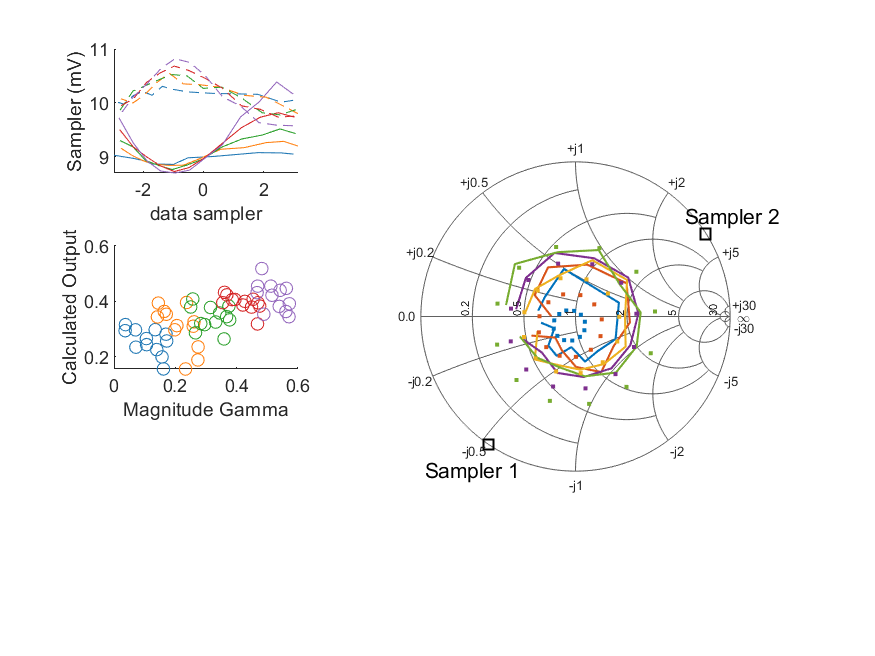 11
10
9
Sampler (mV)
-2 0 2
data sampler
0.6
0.4
0.2
Calculated Output
0 0.2 0.4 0.6
Magnitude Gamma
+j1
+j0.5 +j2
Sampler 2
+j0.2 +j5
0.0 0.2 0.5 1 2 5 30 +j30
∞
-j30
-j0.2 -j5
-j0.5 -j2
Sampler 1
-j1